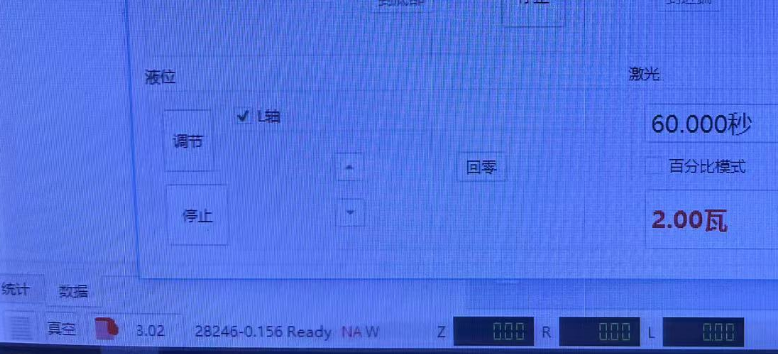 液位
激光
L轴
调节
60.000秒
回零
百分比模式
停止
2.00瓦
统计
数据
真空
3.02
28246-0.156 Ready
NA W
Z
0.00
R
0.00
L
0.00